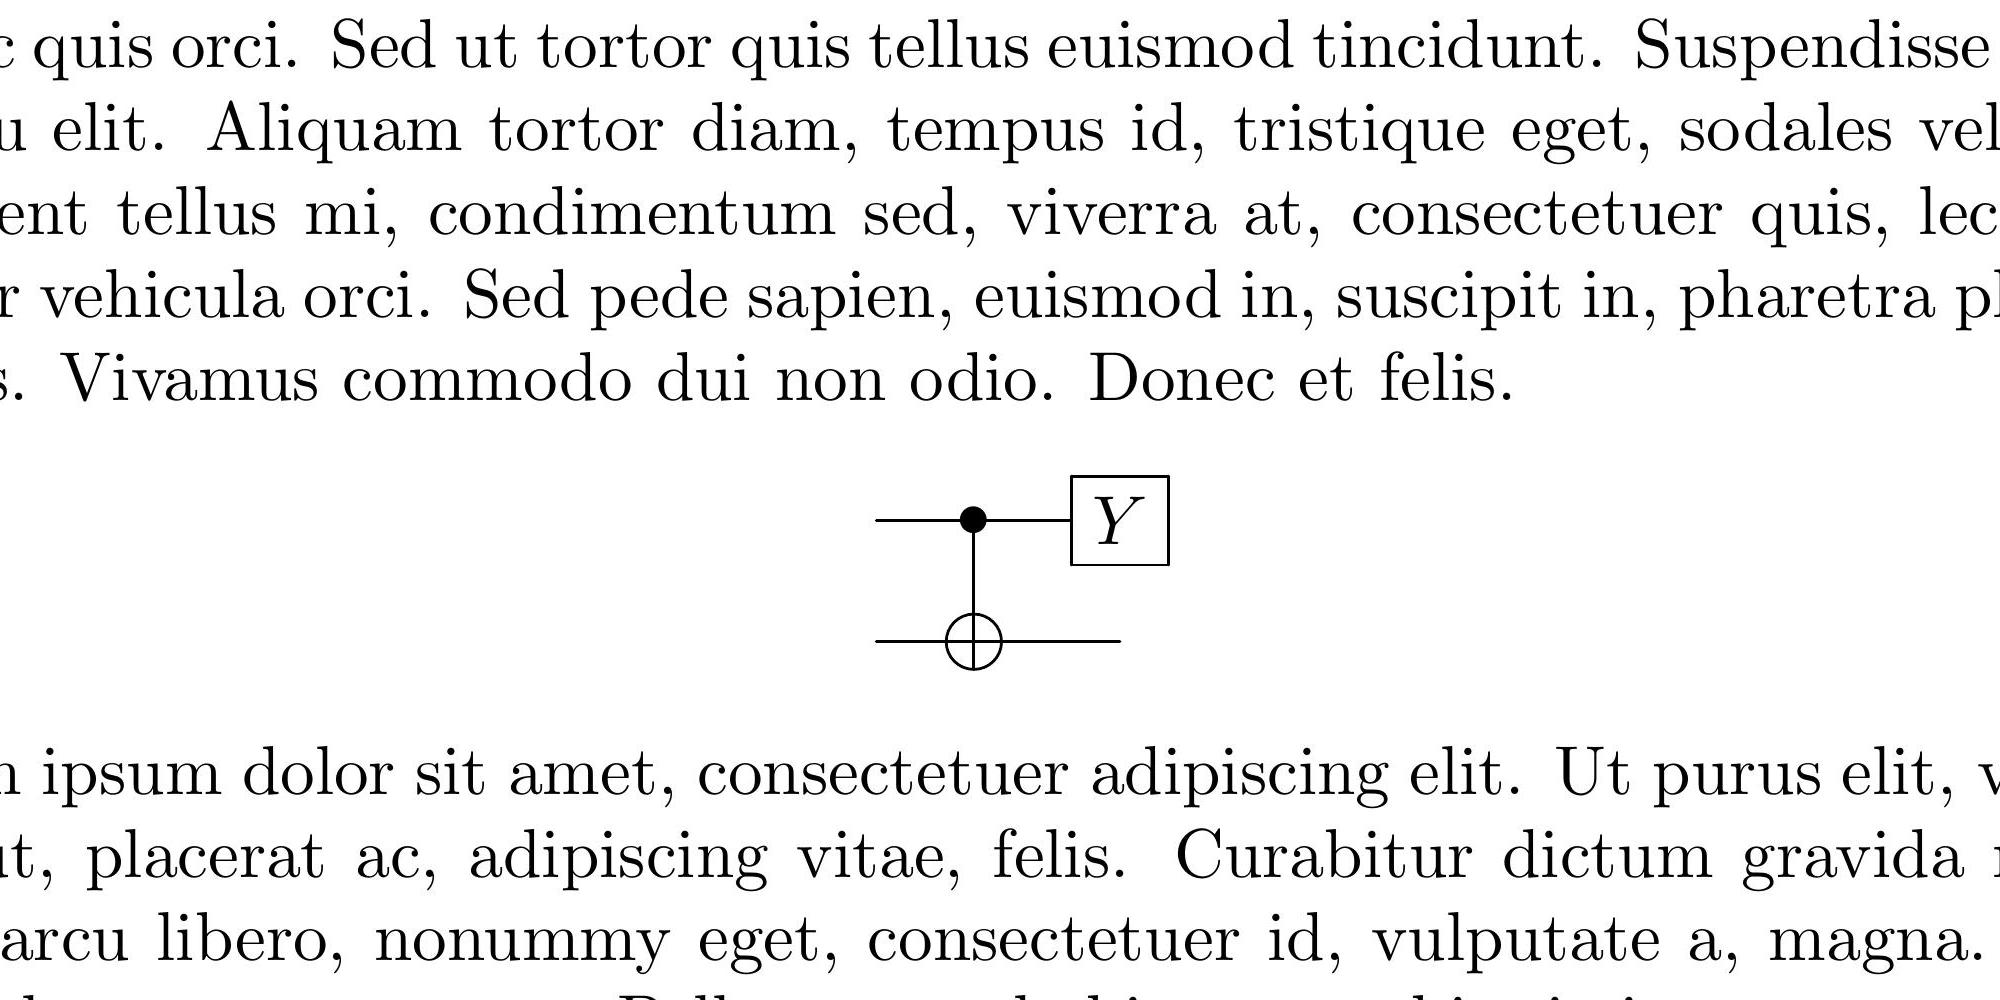 quis orci. Sed ut tortor quis tellus euismod tincidunt. Suspendisse
elit. Aliquam tortor diam, tempus id, tristique eget, sodales vel
ent tellus mi, condimentum sed, viverra at, consectetuer quis, lec
r vehicula orci. Sed pede sapien, euismod in, suscipit in, pharetra
s. Vivamus commodo dui non odio. Donec et felis.
Y
ipsum dolor sit amet, consectetuer adipiscing elit. Ut purus elit,
ut, placerat ac, adipiscing vitae, felis. Curabitur dictum gravida
arcu libero, nonummy eget, consectetuer id, vulputate a, magna.